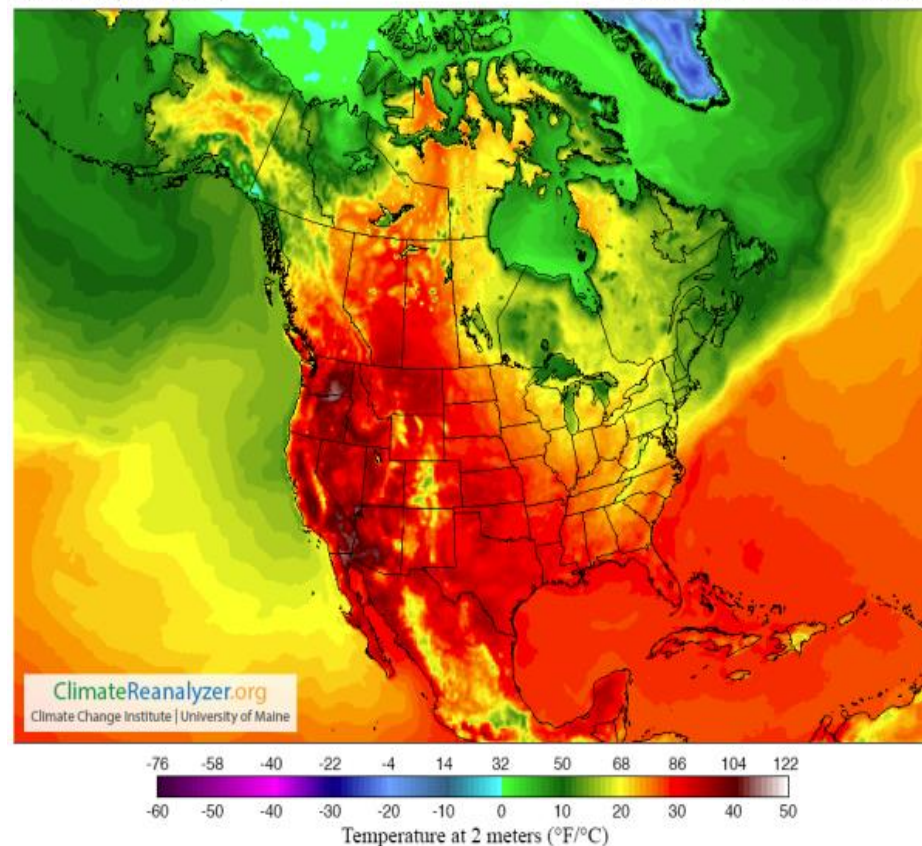 ClimateReanalyzer.org
Climate Change Institute | University of Maine
-76 -58 -40 -22 -4 14 32 50 68 86 104 122
-60 -50 -40 -30 -20 -10 0 10 20 30 40 50
Temperature at 2 meters (°F/°C)